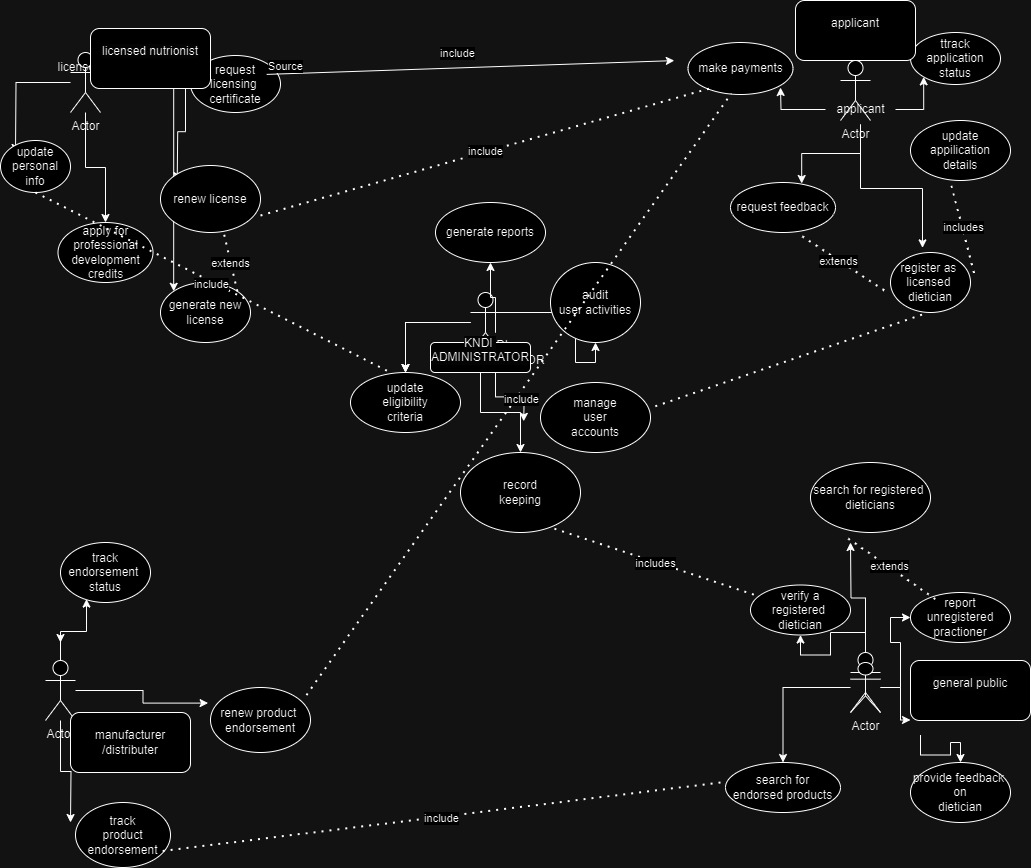 applicant
licensed nutrionist
include
ttrack
application
status
license
Source
request
licensing
certificate
make payments
applicant
Actor
Actor
update
application
details
update
personal
info
include
renew license
request feedback
includes
generate reports
apply for
professional
development
credits
extends
extends
register as
licensed
dietician
include
generate new
license
audit
user activities
KNDI
ADMINISTRATOR
update
eligibility
criteria
include
manage
user
accounts
record
keeping
search for registered
dieticians
track
endorsement
status
includes
extends
verify a
registered
dietician
report
unregistered
practioner
general public
renew product
endorsement
Actor
Acto
manufacturer
/distributer
search for
endorsed products
provide feedback
on
dietician
include
track
product
endorsement